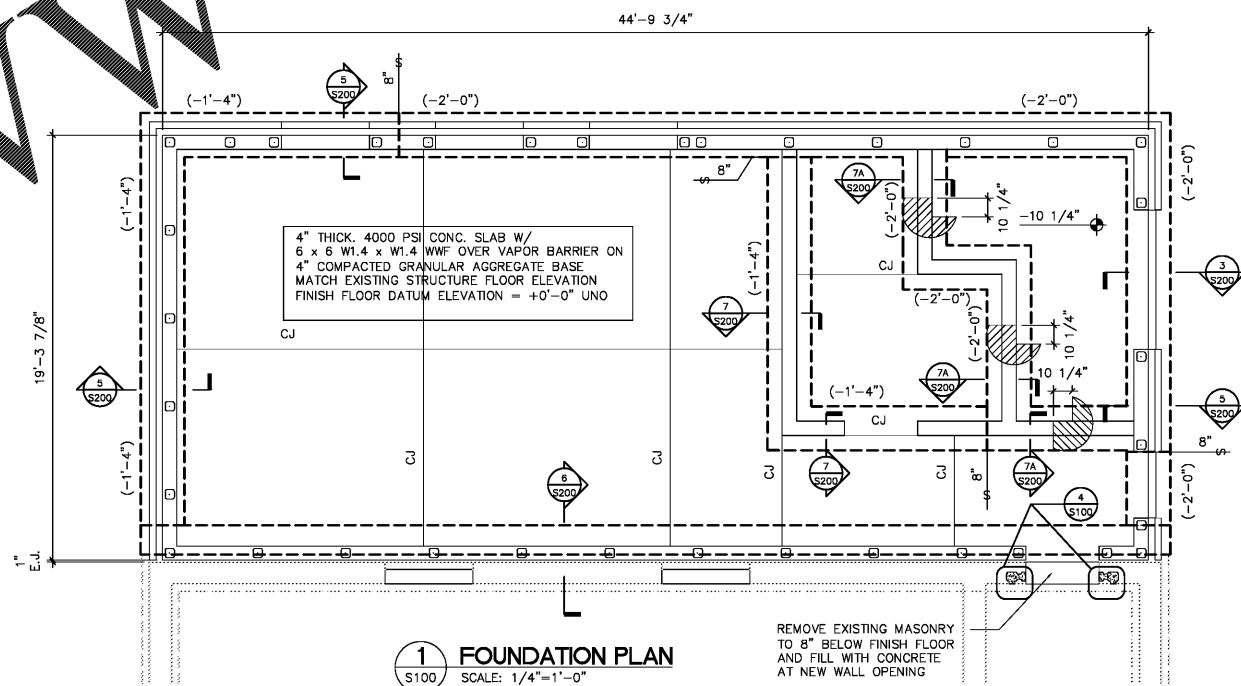 44'-9 3/4"
5
S200
8"
S
(-1'-4")
(-2'-0")
(-2'-0")
(-1'-4")
19'-3 7/8"
4" THICK. 4000 PSI CONC. SLAB W/
6 x 6 W1.4 x W1.4 WWF OVER VAPOR BARRIER ON
4" COMPACTED GRANULAR AGGREGATE BASE
MATCH EXISTING STRUCTURE FLOOR ELEVATION
FINISH FLOOR DATUM ELEVATION = +0'-0" UNO
CJ
S
8"
7A
S200
(-2'-0")
10 1/4"
-10 1/4"
(-2'-0")
(-1'-4")
CJ
(-2'-0")
3
S200
7
S200
(-2'-0")
10 1/4"
7A
S200
10 1/4"
(-1'-4")
5
S200
5
S200
CJ
8"
S
(-1'-4")
CJ
CJ
CJ
7
S200
CJ
8"
S
7A
S200
(-2'-0")
6
S200
4
S100
1"
E.J.
REMOVE EXISTING MASONRY
TO 8" BELOW FINISH FLOOR
AND FILL WITH CONCRETE
AT NEW WALL OPENING
1
S100
FOUNDATION PLAN
SCALE: 1/4"=1'-0"